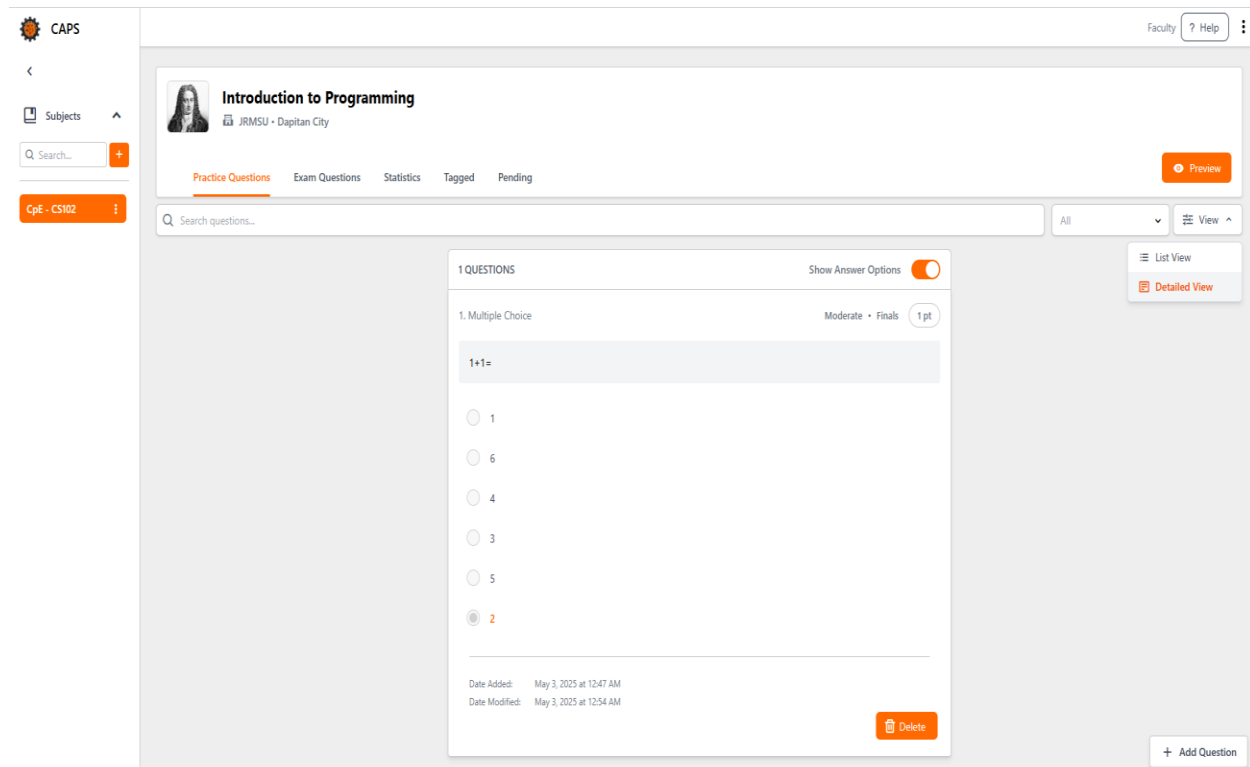 CAPS
Faculty ? Help
Subjects
Search...
+
CpE - CS102
Introduction to Programming
JRMSU • Dapitan City
Practice Questions Exam Questions Statistics Tagged Pending
Preview
Search questions...
All
View
List View
Detailed View
1 QUESTIONS Show Answer Options
1. Multiple Choice Moderate • Finals 1 pt
1+1=
1
6
4
3
5
2
Date Added: May 3, 2025 at 12:47 AM
Date Modified: May 3, 2025 at 12:54 AM
Delete
+ Add Question